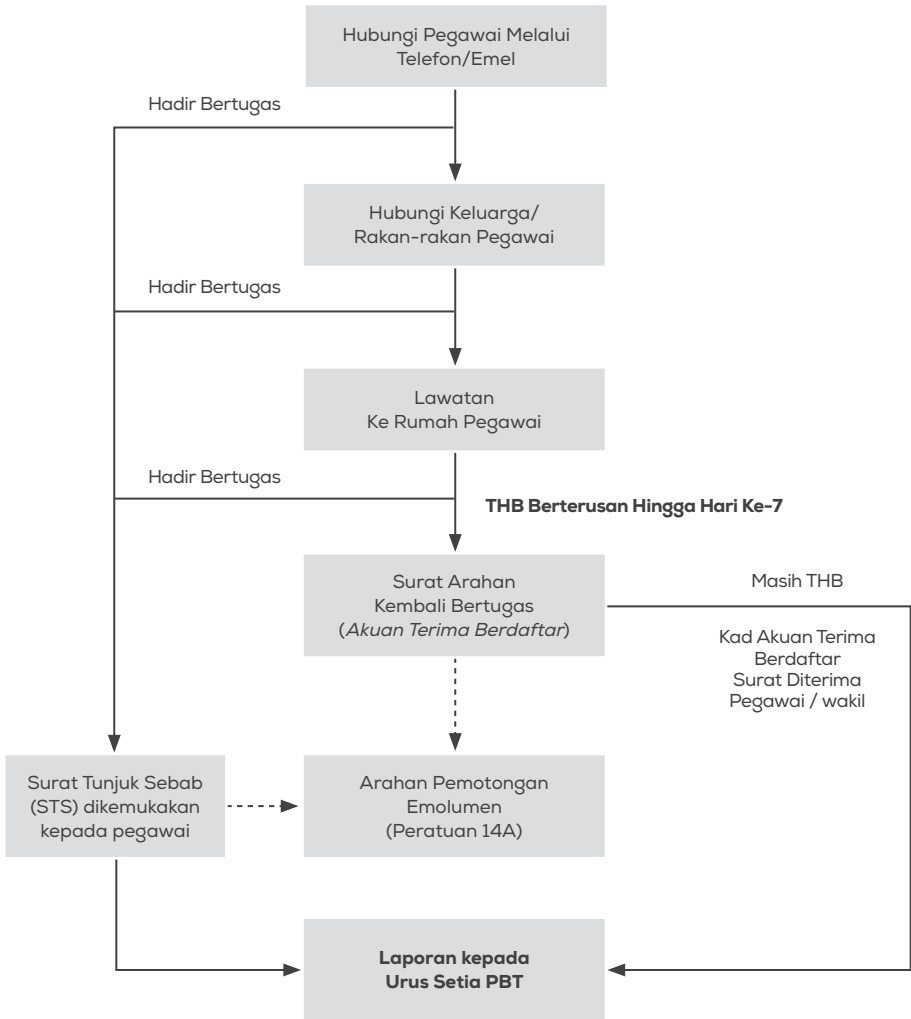 Hubungi Pegawai Melalui
Telefon/Emel
Hadir Bertugas
Hubungi Keluarga/
Rakan-rakan Pegawai
Hadir Bertugas
Lawatan
Ke Rumah Pegawai
Hadir Bertugas
THB Berterusan Hingga Hari Ke-7
Surat Arahan
Kembali Bertugas
(Akuan Terima Berdaftar)
Masih THB
Kad Akuan Terima
Berdaftar
Surat Diterima
Pegawai / wakil
Surat Tunjuk Sebab
(STS) dikemukakan
kepada pegawai
Arahan Pemotongan
Emolumen
(Peratuan 14A)
Laporan kepada
Urus Setia PBT